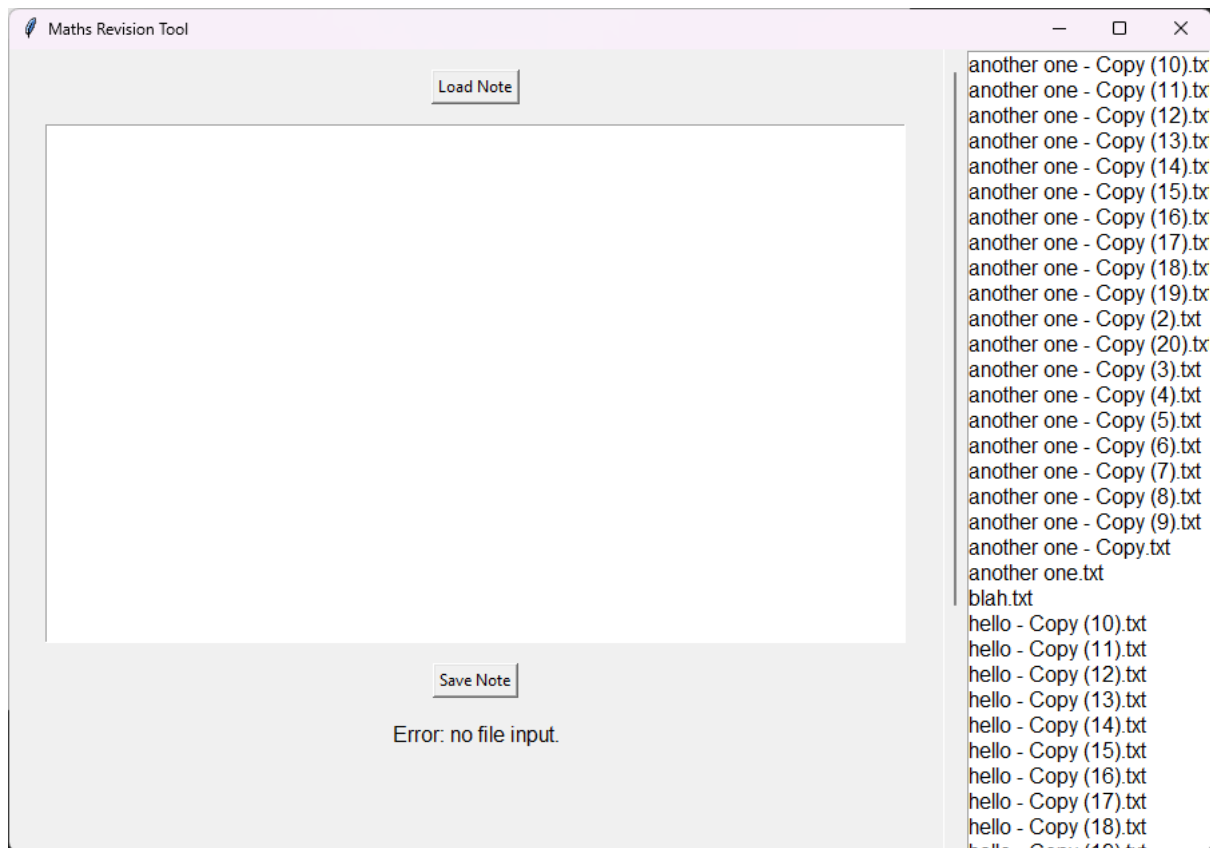 Maths Revision Tool
Load Note
Save Note
Error: no file input.
another one - Copy (10).tx
another one - Copy (11).tx
another one - Copy (12).tx
another one - Copy (13).tx
another one - Copy (14).tx
another one - Copy (15).tx
another one - Copy (16).tx
another one - Copy (17).tx
another one - Copy (18).tx
another one - Copy (19).tx
another one - Copy (2).txt
another one - Copy (20).tx
another one - Copy (3).txt
another one - Copy (4).txt
another one - Copy (5).txt
another one - Copy (6).txt
another one - Copy (7).txt
another one - Copy (8).txt
another one - Copy (9).txt
another one - Copy.txt
another one.txt
blah.txt
hello - Copy (10).txt
hello - Copy (11).txt
hello - Copy (12).txt
hello - Copy (13).txt
hello - Copy (14).txt
hello - Copy (15).txt
hello - Copy (16).txt
hello - Copy (17).txt
hello - Copy (18).txt